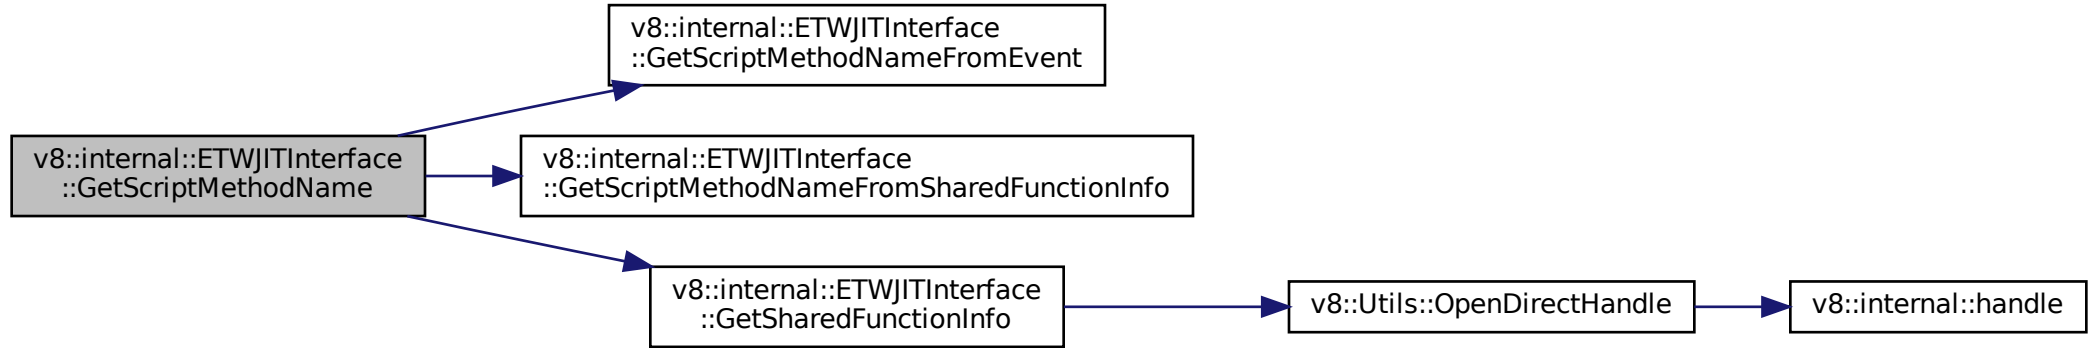 v8::internal::ETWJITInterface
::GetScriptMethodNameFromEvent
v8::internal::ETWJITInterface
::GetScriptMethodName
v8::internal::ETWJITInterface
::GetScriptMethodNameFromSharedFunctionInfo
v8::internal::ETWJITInterface
::GetSharedFunctionInfo
v8::Utils::OpenDirectHandle
v8::internal::handle